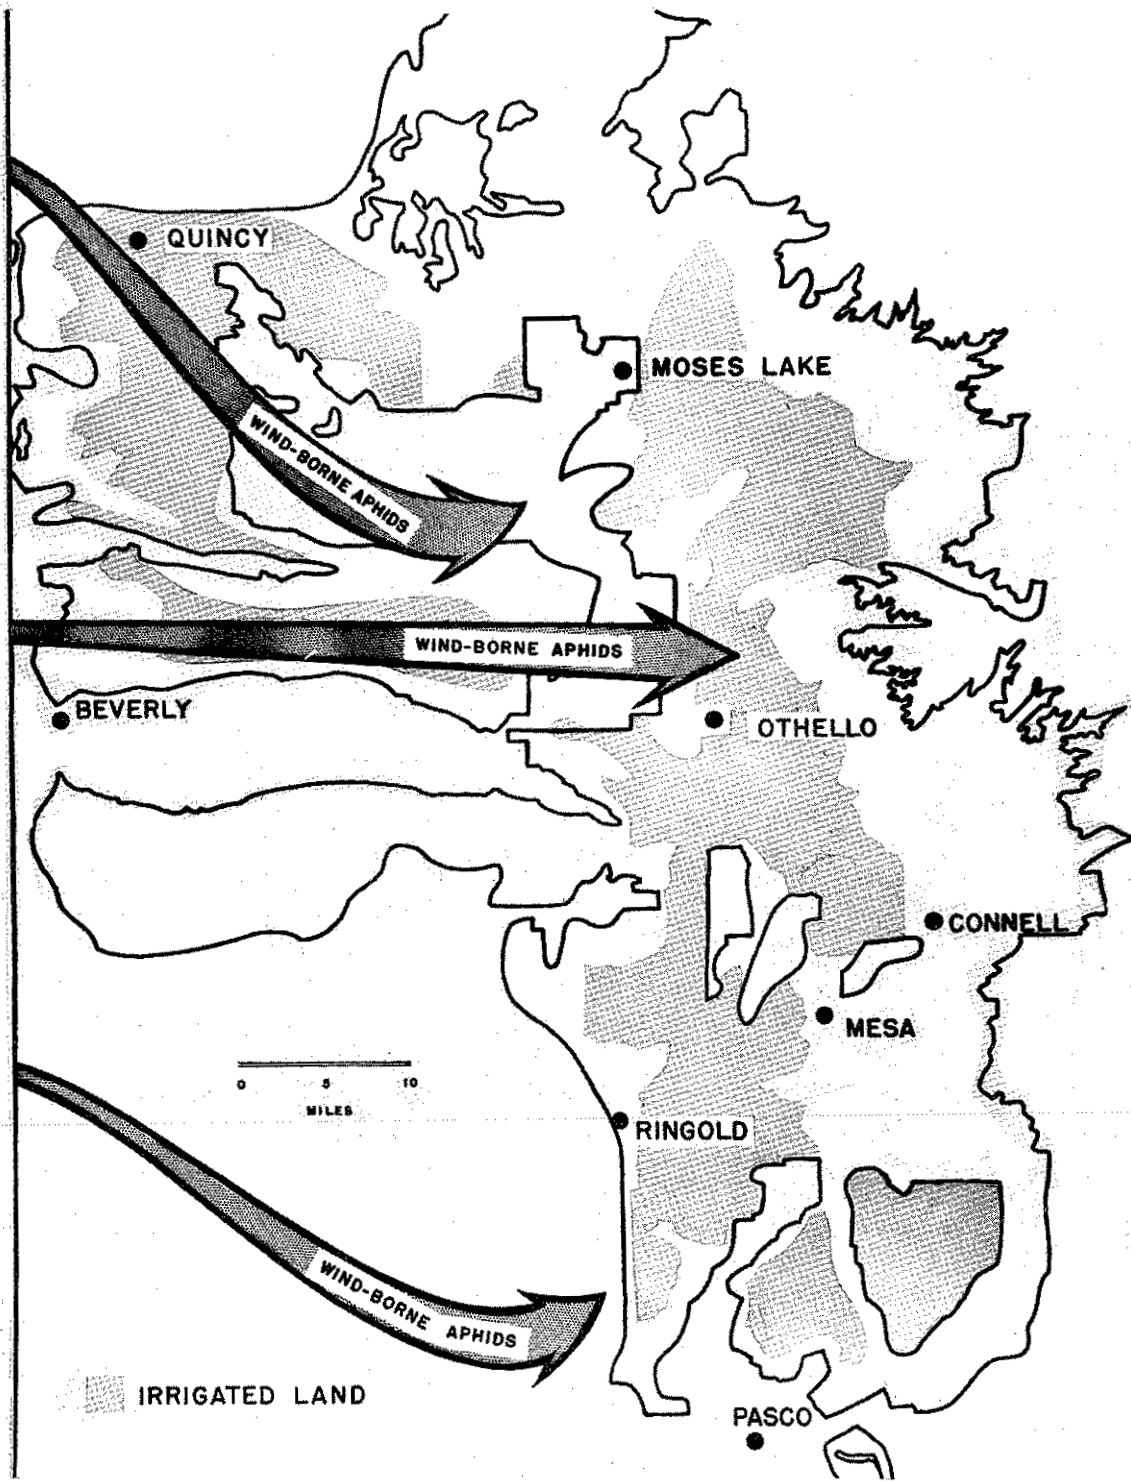 QUINCY
MOSES LAKE
WIND-BORNE APHIDS
WIND-BORNE APHIDS
BEVERLY
OTHELLO
CONNELL
MESA
0 5 10
MILES
RINGOLD
WIND-BORNE APHIDS
IRRIGATED LAND
PASCO